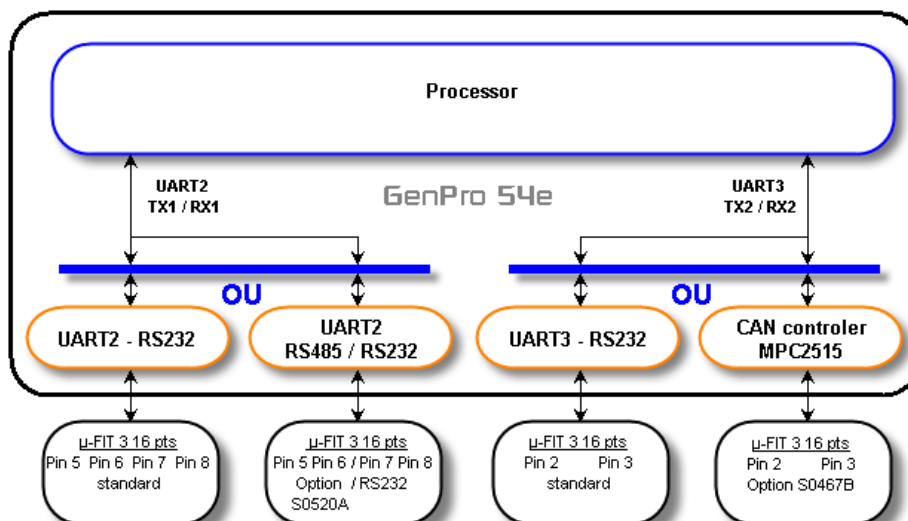 Processor
UART2
TX1 / RX1
GenPro 54e
UART3
TX2 / RX2
OU
OU
UART2 - RS232
UART2
RS485 / RS232
UART3 - RS232
CAN controler
MPC2515
µ-FIT 3 16 pts
Pin 5 Pin 6 Pin 7 Pin 8
standard
µ-FIT 3 16 pts
Pin 5 Pin 6 / Pin 7 Pin 8
Option / RS232
S0520A
µ-FIT 3 16 pts
Pin 2 Pin 3
standard
µ-FIT 3 16 pts
Pin 2 Pin 3
Option S0467B